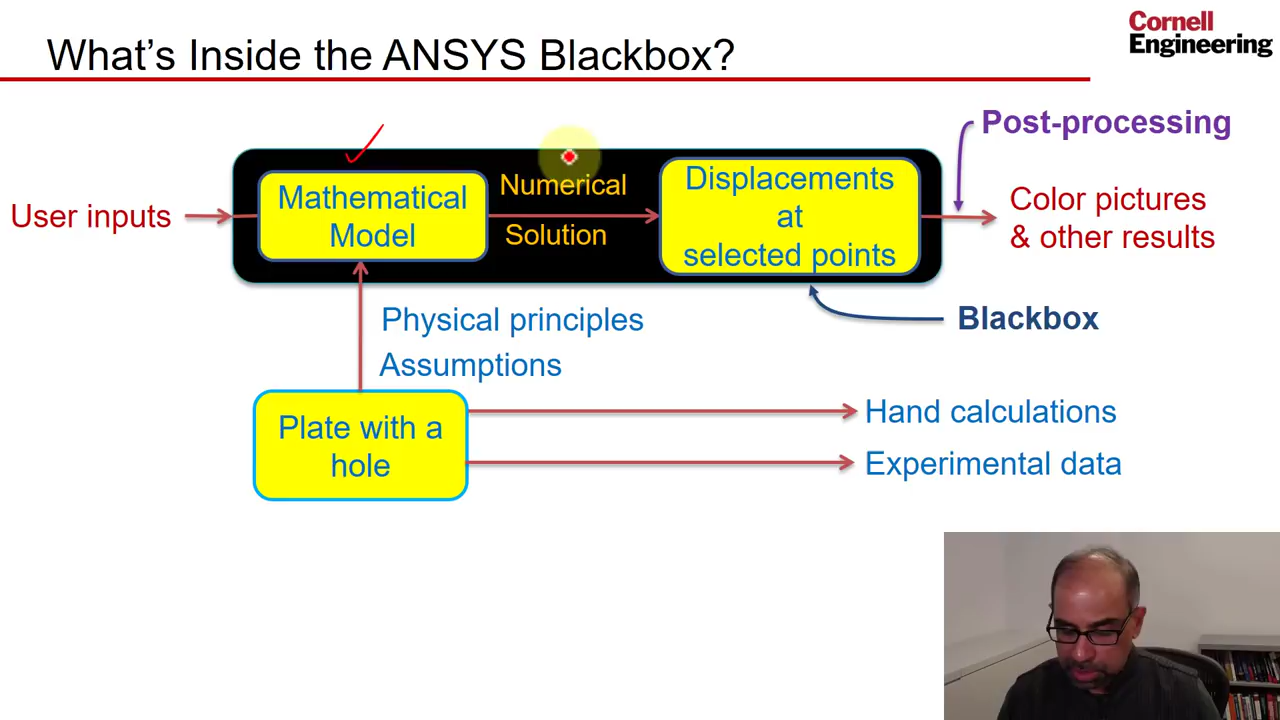 What's Inside the ANSYS Blackbox?
Cornell
Engineering
Post-processing
User inputs
Mathematical
Model
Numerical
Solution
Displacements
at
selected points
Color pictures
& other results
Physical principles
Assumptions
Blackbox
Plate with a
hole
Hand calculations
Experimental data